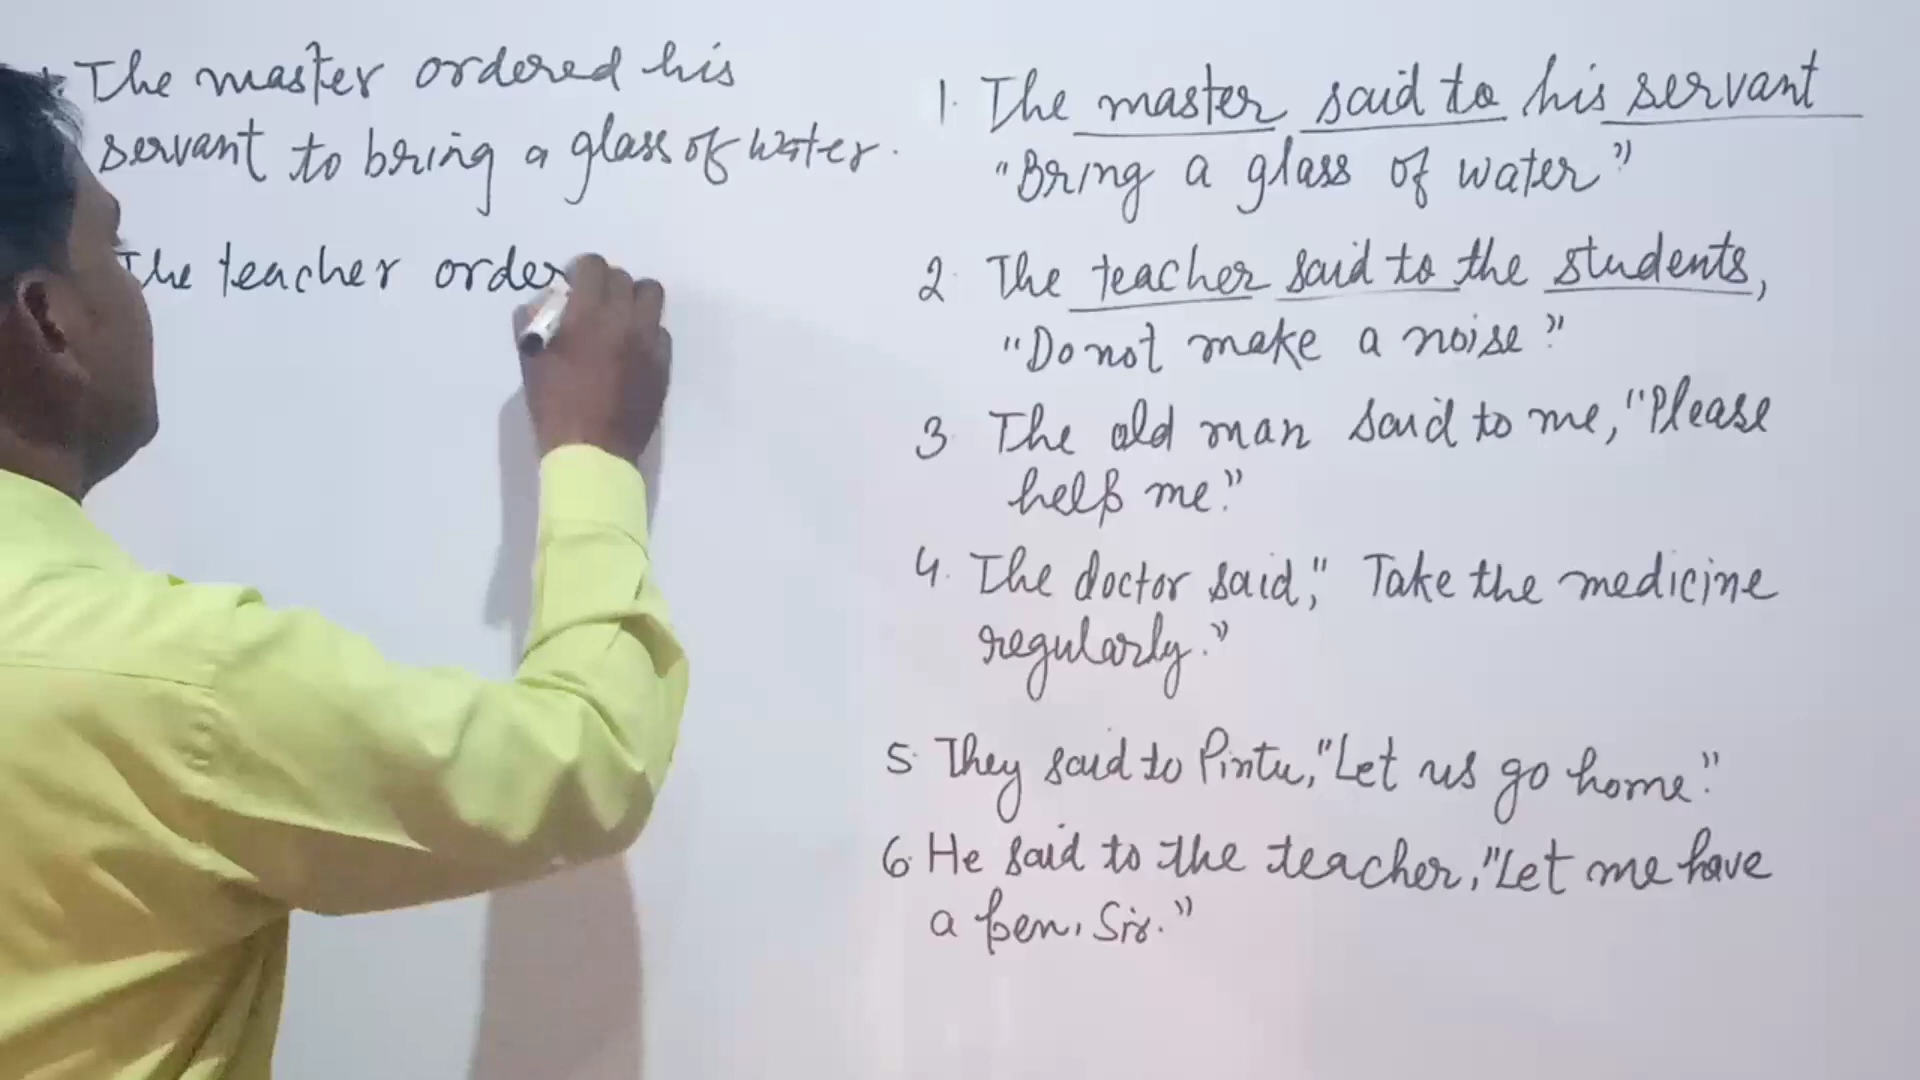 The master ordered his
servant to bring a glass of water.
The teacher order
1. The master said to his servant
"Bring a glass of water"
2. The teacher said to the students,
"Do not make a noise"
3 The old man said to me, "Please
help me."
4. The doctor said," Take the medicine
regularly."
5. They said to Pintu, "Let us go home."
6. He said to the teacher, "Let me have
a pen, Sir."